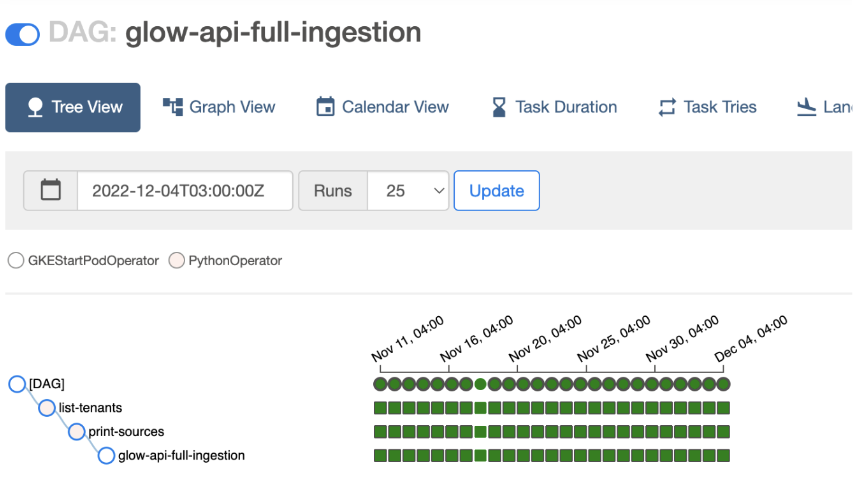 DAG: glow-api-full-ingestion
Tree View Graph View Calendar View Task Duration Task Tries Lan
2022-12-04T03:00:00Z Runs 25 Update
GKEStartPodOperator PythonOperator
Nov 11, 04:00 Nov 16, 04:00 Nov 20, 04:00 Nov 25, 04:00 Nov 30, 04:00 Dec 04, 04:00
[DAG]
list-tenants
print-sources
glow-api-full-ingestion